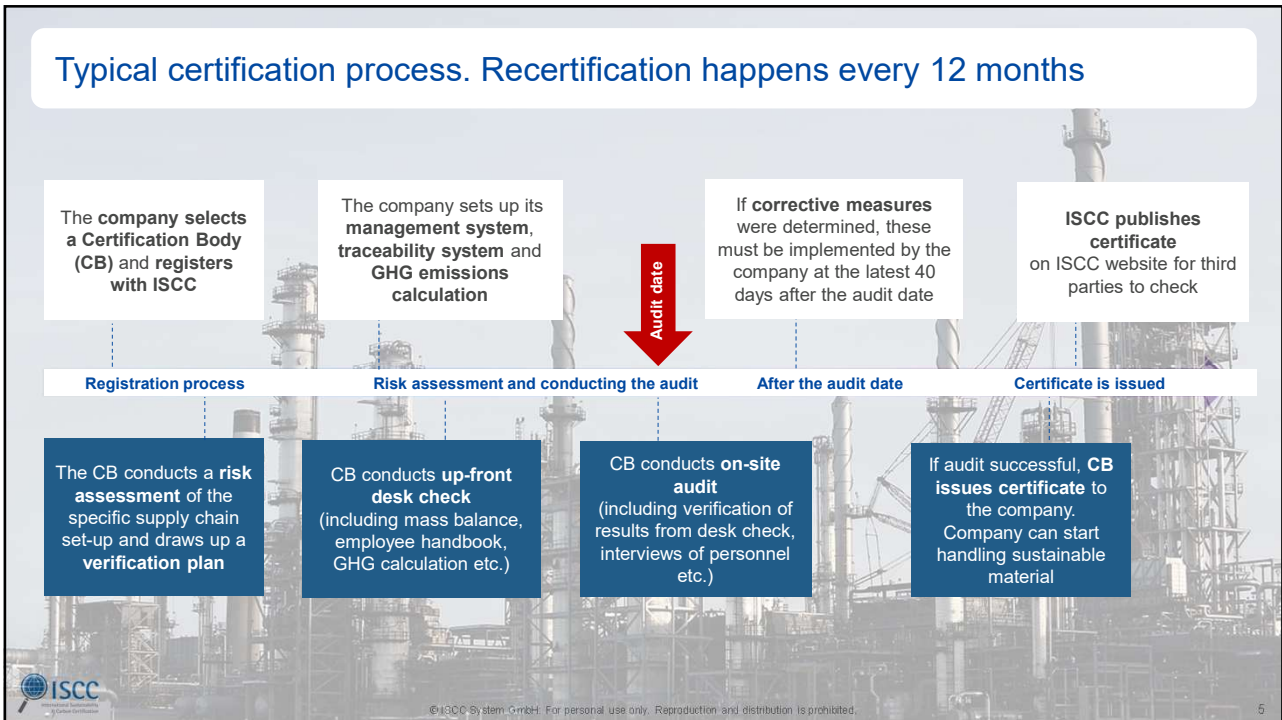 Typical certification process. Recertification happens every 12 months
The company selects
a Certification Body
(CB) and registers
with ISCC
The company sets up its
management system,
traceability system and
GHG emissions
calculation
Audit date
If corrective measures
were determined, these
must be implemented by the
company at the latest 40
days after the audit date
ISCC publishes
certificate
on ISCC website for third
parties to check
Registration process
Risk assessment and conducting the audit
After the audit date
Certificate is issued
The CB conducts a risk
assessment of the
specific supply chain
set-up and draws up a
verification plan
CB conducts up-front
desk check
(including mass balance,
employee handbook,
GHG calculation etc.)
CB conducts on-site
audit
(including verification of
results from desk check,
interviews of personnel
etc.)
If audit successful, CB
issues certificate to
the company.
Company can start
handling sustainable
material
ISCC
International Sustainability
& Carbon Certification
© ISCC System GmbH. For personal use only. Reproduction and distribution is prohibited.
5